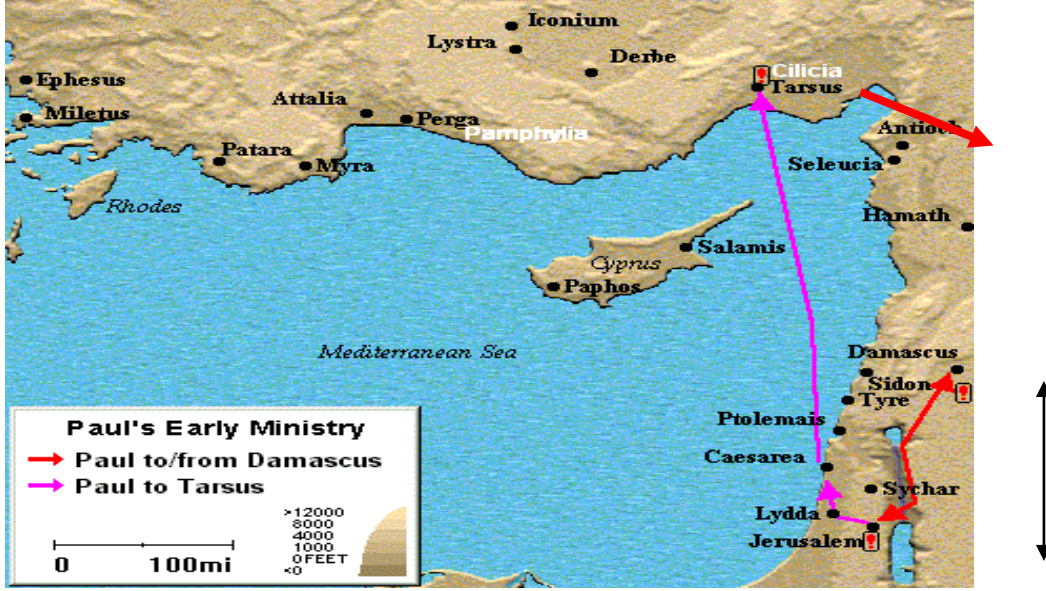 Iconium
Lystra
Derbe
Cilicia
Tarsus
Ephesus
Attalia
Miletus
Perga
Pamphylia
Antioch
Patara
Myra
Seleucia
Rhodes
Hamath
Salamis
Cyprus
Paphos
Mediterranean Sea
Damascus
Sidon
Tyre
Ptolemais
Caesarea
Sychar
Lydda
Jerusalem
Paul's Early Ministry
Paul to/from Damascus
Paul to Tarsus
>12000
8000
4000
1000
0FEET
<0
0 100mi